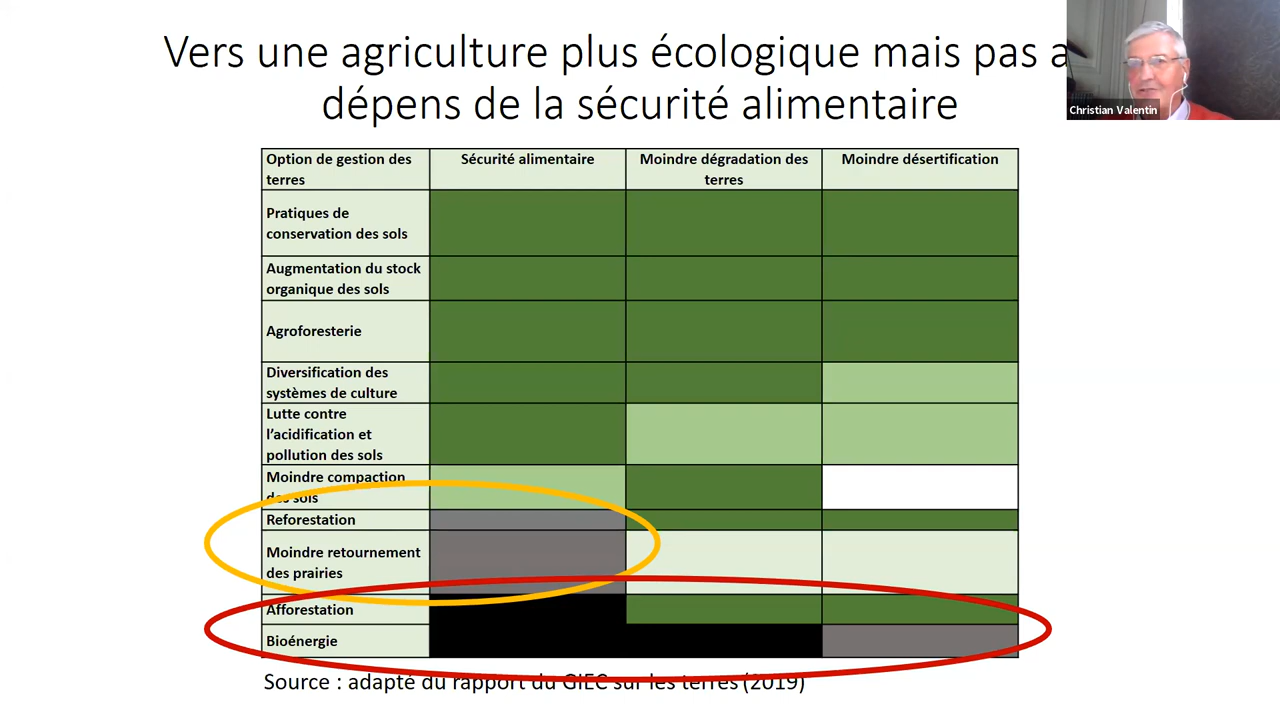 Vers une agriculture plus écologique mais pas a
dépens de la sécurité alimentaire
Christian Valentin
Option de gestion des
terres
Sécurité alimentaire
Moindre dégradation des
terres
Moindre désertification
Pratiques de
conservation des sols
Augmentation du stock
organique des sols
Agroforesterie
Diversification des
systèmes de culture
Lutte contre
l'acidification et
pollution des sols
Moindre compaction
des sols
Reforestation
Moindre retournement
des prairies
Afforestation
Bioénergie
Source : adapté du rapport du GIEC sur les terres (2019)